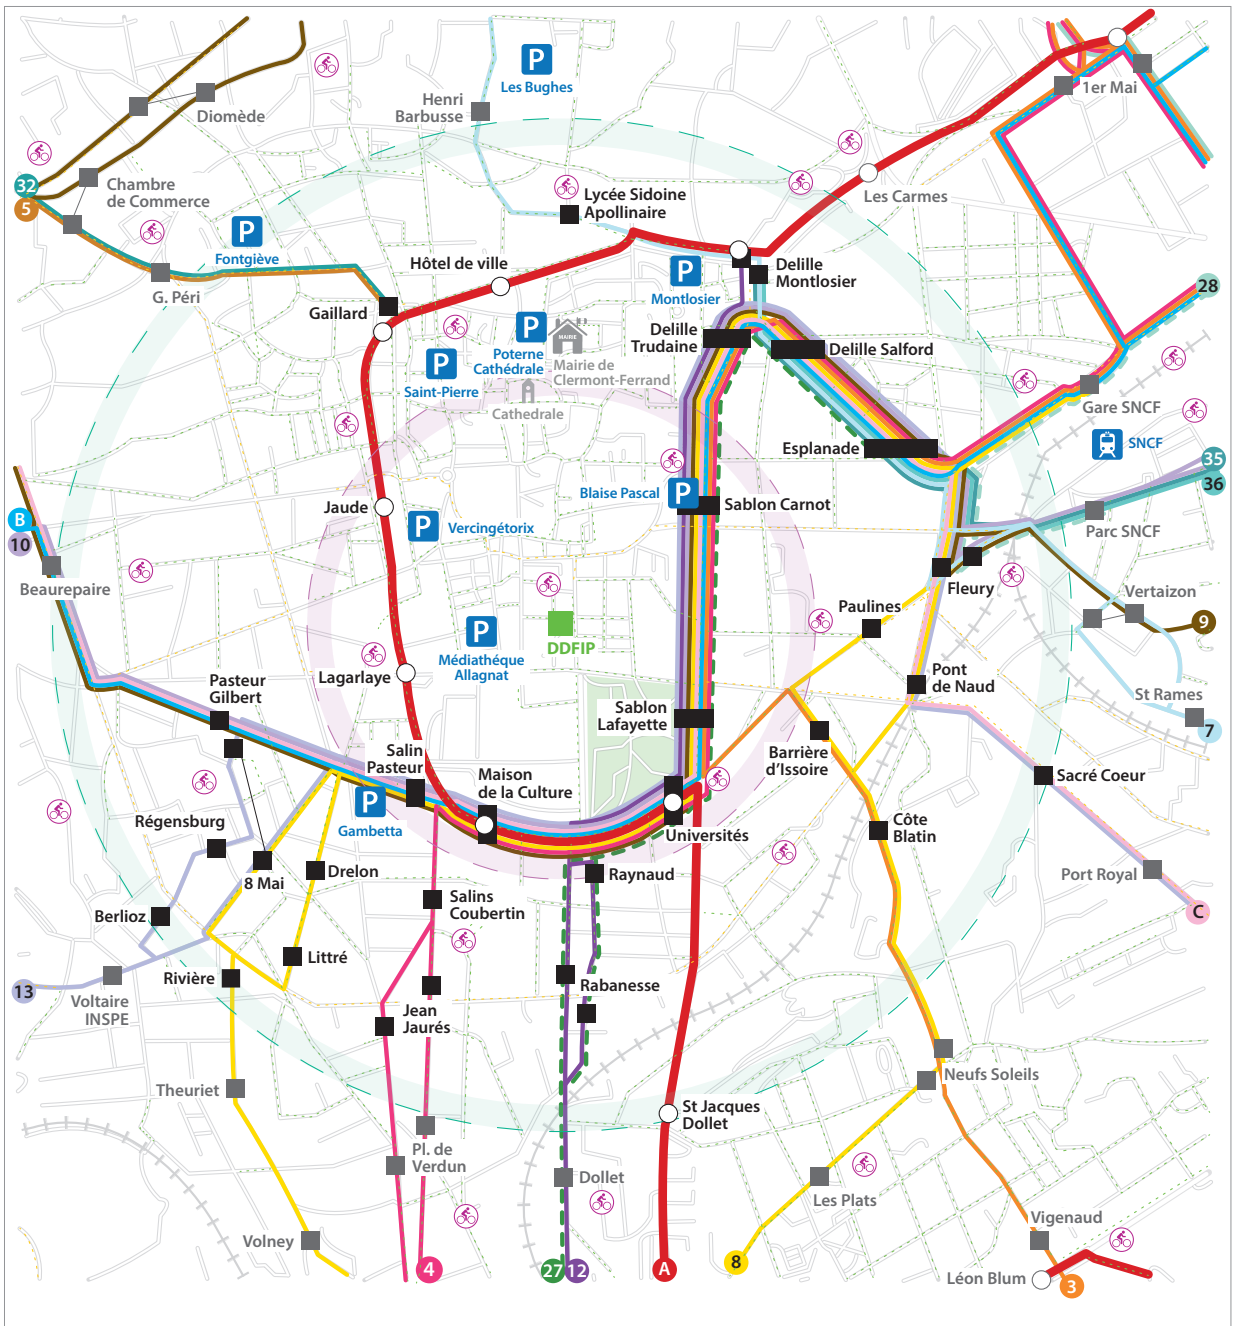 P
Les Bughes
1er Mai
Henri
Barbusse
Diomède
32
5
Chambre
de Commerce
Lycée Sidoine
Apollinaire
Les Carmes
P
Fontgiève
G. Péri
Hôtel de ville
P
Montlosier
Delille
Montlosier
28
Gaillard
P
Poterne
Cathédrale
MAIRIE
Mairie de
Clermont-Ferrand
Delille
Trudaine
Delille Salford
P
Saint-Pierre
Cathedrale
Gare SNCF
SNCF
Esplanade
35
36
B
10
Jaude
P
Vercingétorix
Blaise Pascal
P
Sablon Carnot
Parc SNCF
Beaurepaire
Fleury
Vertaizon
9
Paulines
DDFIP
P
Médiathéque
Allagnat
Lagarlaye
Pasteur
Gilbert
Pont
de Naud
St Rames
7
Sablon
Lafayette
Salin
Pasteur
Barrière
d'Issoire
Maison
de la Culture
Sacré Coeur
P
Gambetta
Régensburg
Universités
Côte
Blatin
8 Mai
Drelon
Raynaud
Port Royal
C
Berlioz
Salins
Coubertin
Littré
Rivière
13
Voltaire
INSPE
Rabanesse
Jean
Jaurés
Theuriet
Neufs Soleils
St Jacques
Dollet
Pl. de
Verdun
Dollet
Les Plats
Volney
Vigenaud
4
27
12
A
8
Léon Blum
3